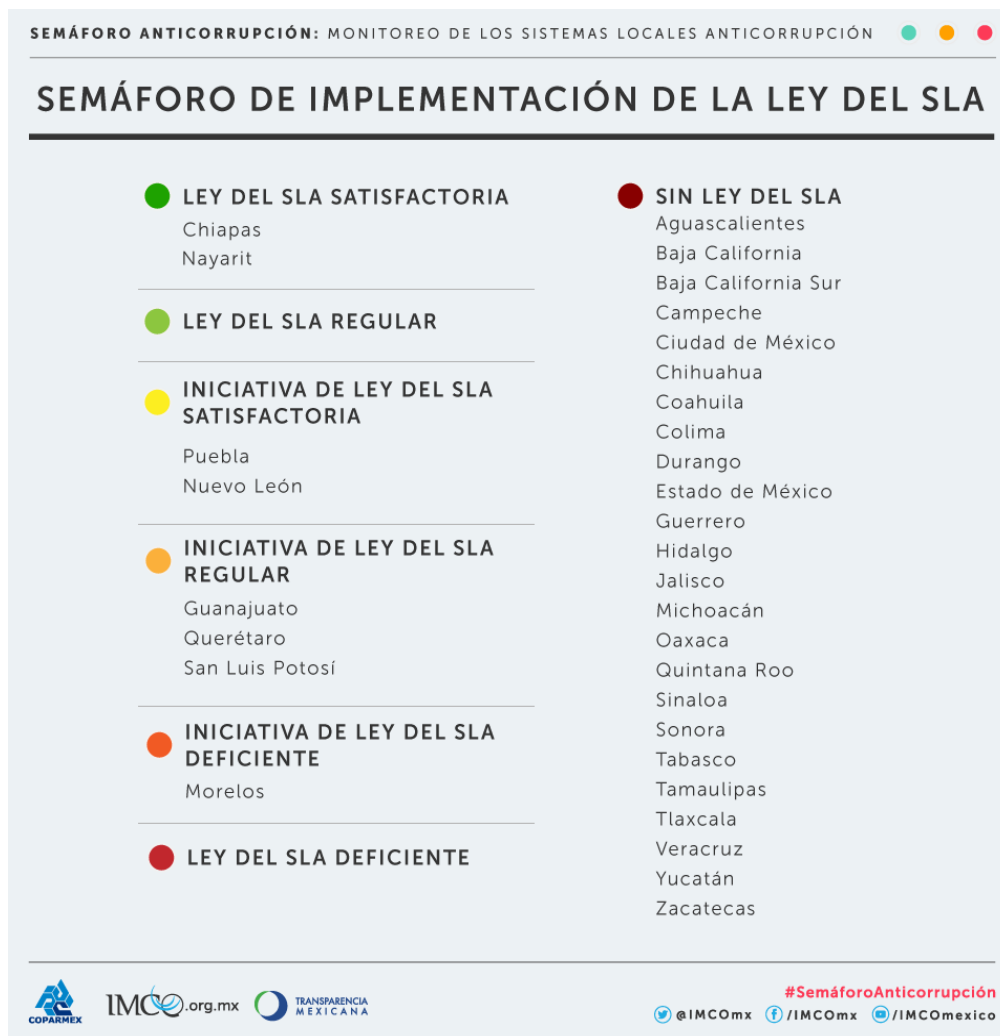 SEMÁFORO ANTICORRUPCIÓN: MONITOREO DE LOS SISTEMAS LOCALES ANTICORRUPCIÓN
SEMÁFORO DE IMPLEMENTACIÓN DE LA LEY DEL SLA
LEY DEL SLA SATISFACTORIA
Chiapas
Nayarit
LEY DEL SLA REGULAR
INICIATIVA DE LEY DEL SLA
SATISFACTORIA
Puebla
Nuevo León
INICIATIVA DE LEY DEL SLA
REGULAR
Guanajuato
Querétaro
San Luis Potosí
INICIATIVA DE LEY DEL SLA
DEFICIENTE
Morelos
LEY DEL SLA DEFICIENTE
SIN LEY DEL SLA
Aguascalientes
Baja California
Baja California Sur
Campeche
Ciudad de México
Chihuahua
Coahuila
Colima
Durango
Estado de México
Guerrero
Hidalgo
Jalisco
Michoacán
Oaxaca
Quintana Roo
Sinaloa
Sonora
Tabasco
Tamaulipas
Tlaxcala
Veracruz
Yucatán
Zacatecas
COPARMEX
IMCO.org.mx
TRANSPARENCIA
MEXICANA
#SemáforoAnticorrupción
@IMCOmx /IMCOmx /IMCOmexico